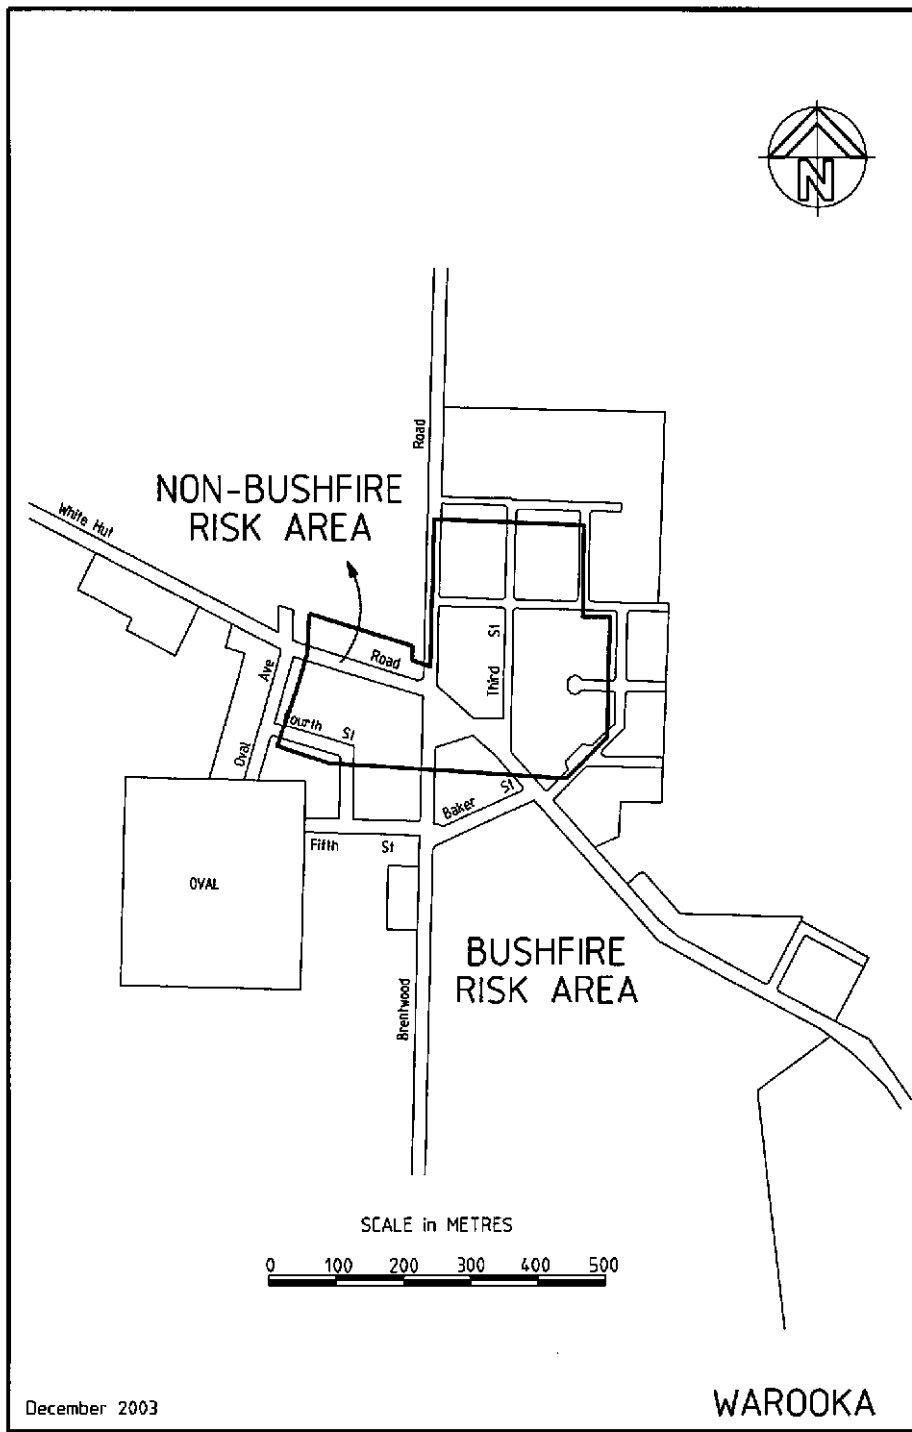 N
Road
NON-BUSHFIRE
RISK AREA
White Hut
Road
Third St
Ave
Oval
ourth St
Baker St
Fifth St
OVAL
BUSHFIRE
RISK AREA
Brentwood
SCALE in METRES
0 100 200 300 400 500
December 2003
WAROOKA